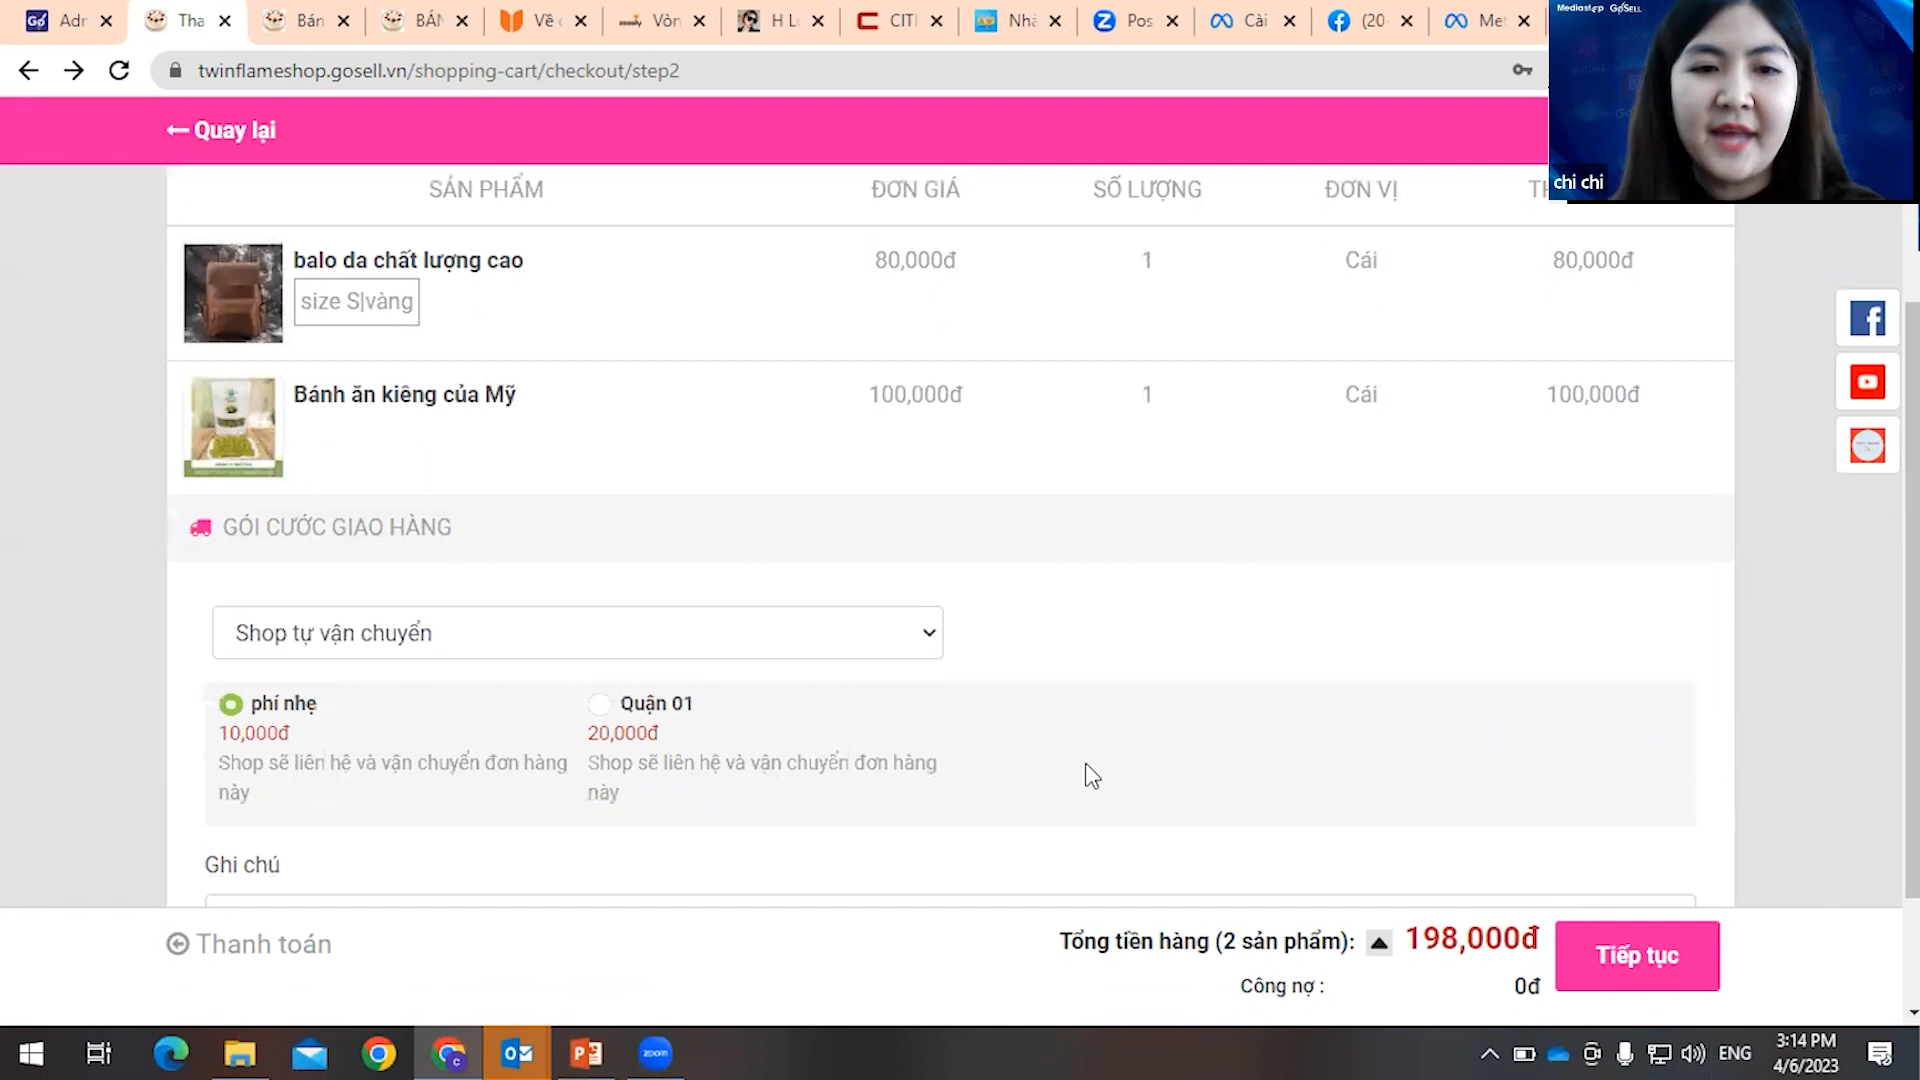 Adr
Tha
Bán
BÁN
Về
Vòn
H Lu
CITI
Nhà
Pos
Cài
(20
Met
Mediastep GoSELL
twinflameshop.gosell.vn/shopping-cart/checkout/step2
chi chi
Quay lại
SẢN PHẨM
ĐƠN GIÁ
SỐ LƯỢNG
ĐƠN VỊ
TH
balo da chất lượng cao
80,000đ
1
Cái
80,000đ
size S|vàng
Bánh ăn kiêng của Mỹ
100,000đ
1
Cái
100,000đ
GÓI CƯỚC GIAO HÀNG
Shop tự vận chuyển
phí nhẹ
Quận 01
10,000đ
20,000đ
Shop sẽ liên hệ và vận chuyển đơn hàng
này
Shop sẽ liên hệ và vận chuyển đơn hàng
này
Ghi chú
Thanh toán
Tổng tiền hàng (2 sản phẩm):
198,000đ
Tiếp tục
Công nợ :
0đ
zoom
ENG
3:14 PM
4/6/2023